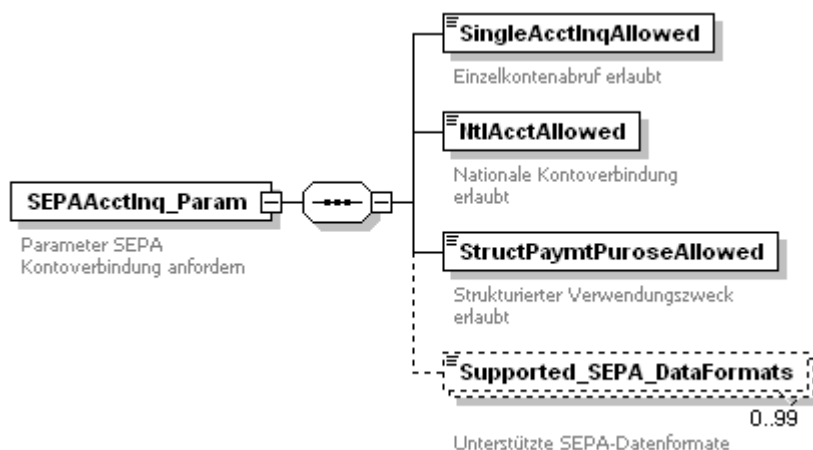 SingleAcctInqAllowed
Einzelkontenabruf erlaubt
NtlAcctAllowed
Nationale Kontoverbindung
erlaubt
SEPAAcctInq_Param
Parameter SEPA
Kontoverbindung anfordern
StructPaymtPuroseAllowed
Strukturierter Verwendungszweck
erlaubt
Supported_SEPA_DataFormats
0..99
Unterstützte SEPA-Datenformate